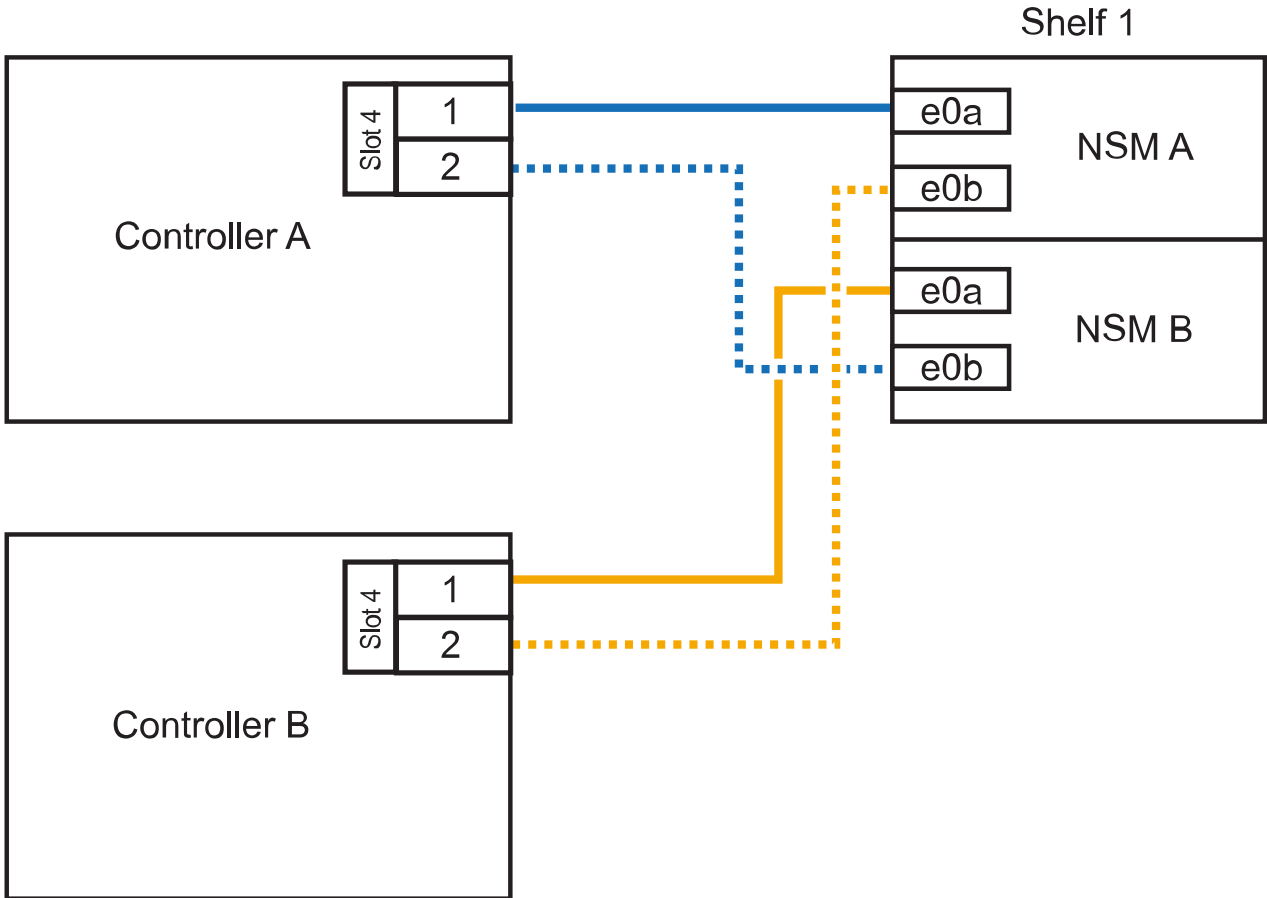 Shelf 1
Controller A
Slot 4
1
2
e0a
e0b
NSM A
e0a
e0b
NSM B
Controller B
Slot 4
1
2